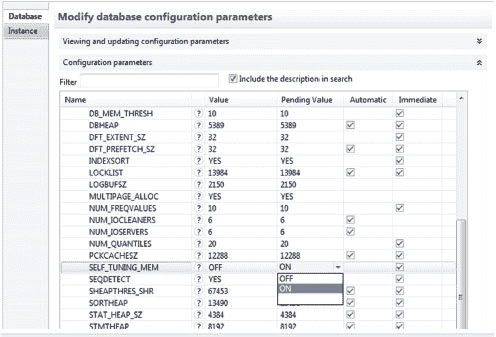 Database
Instance
Modify database configuration parameters
Viewing and updating configuration parameters
Configuration parameters
Filter
Include the description in search
Name Value Pending Value Automatic Immediate
DB_MEM_THRESH ? 10 10
DBHEAP ? 5389 5389
DFT_EXTENT_SZ ? 32 32
DFT_PREFETCH_SZ ? 32 32
INDEXSORT ? YES YES
LOCKLIST ? 13984 13984
LOGBUFSZ ? 2150 2150
MULTIPAGE_ALLOC ? YES YES
NUM_FREQVALUES ? 10 10
NUM_IOCLEANERS ? 6 6
NUM_IOSERVERS ? 6 6
NUM_QUANTILES ? 20 20
PCKCACHESZ ? 12288 12288
SELF_TUNING_MEM ? OFF ON
SEQDETECT ? YES OFF
ON
SHEAPTHRES_SHR ? 67453
SORTHEAP ? 13490
STAT_HEAP_SZ ? 4384 4384
STMTHEAP ? 8192 8192